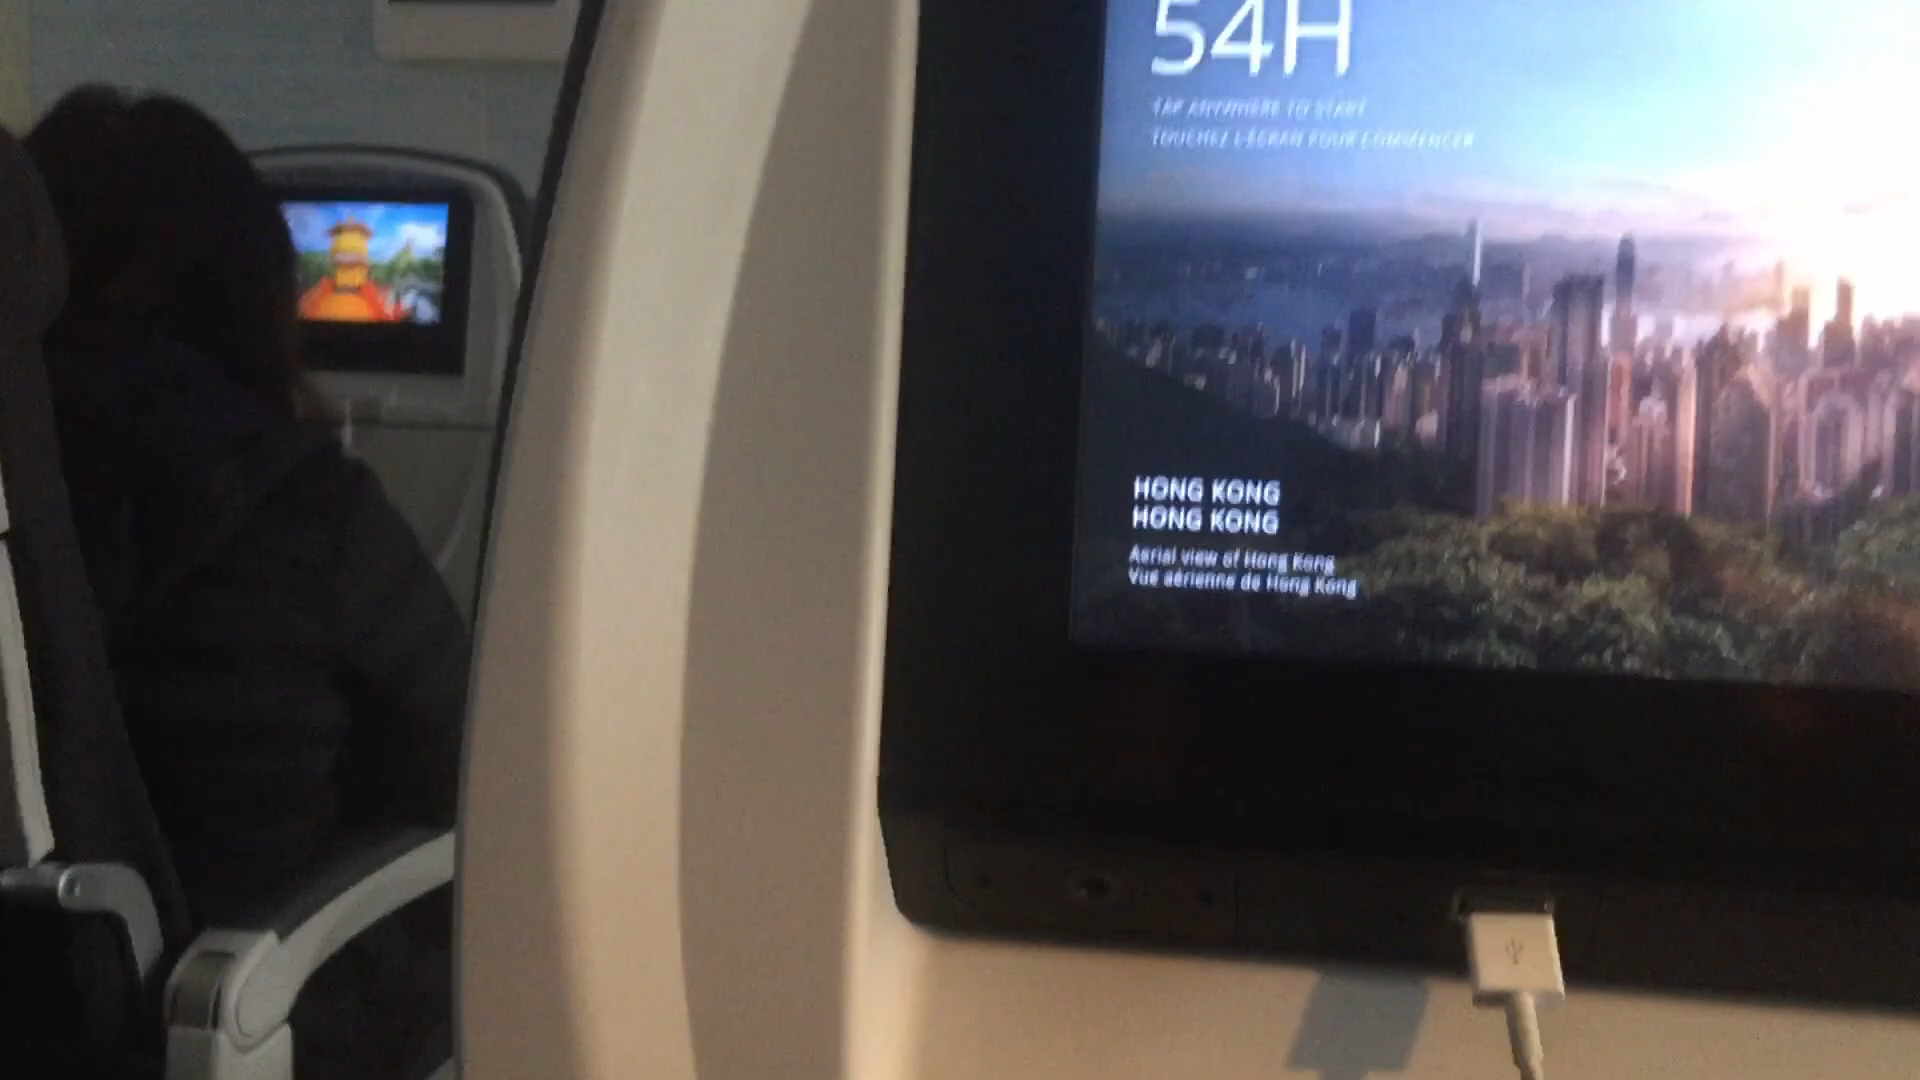 54H
TAP ANYWHERE TO START
TOUCHEZ L'ÉCRAN POUR COMMENCER
HONG KONG
HONG KONG
Aerial view of Hong Kong
Vue aérienne de Hong Kong